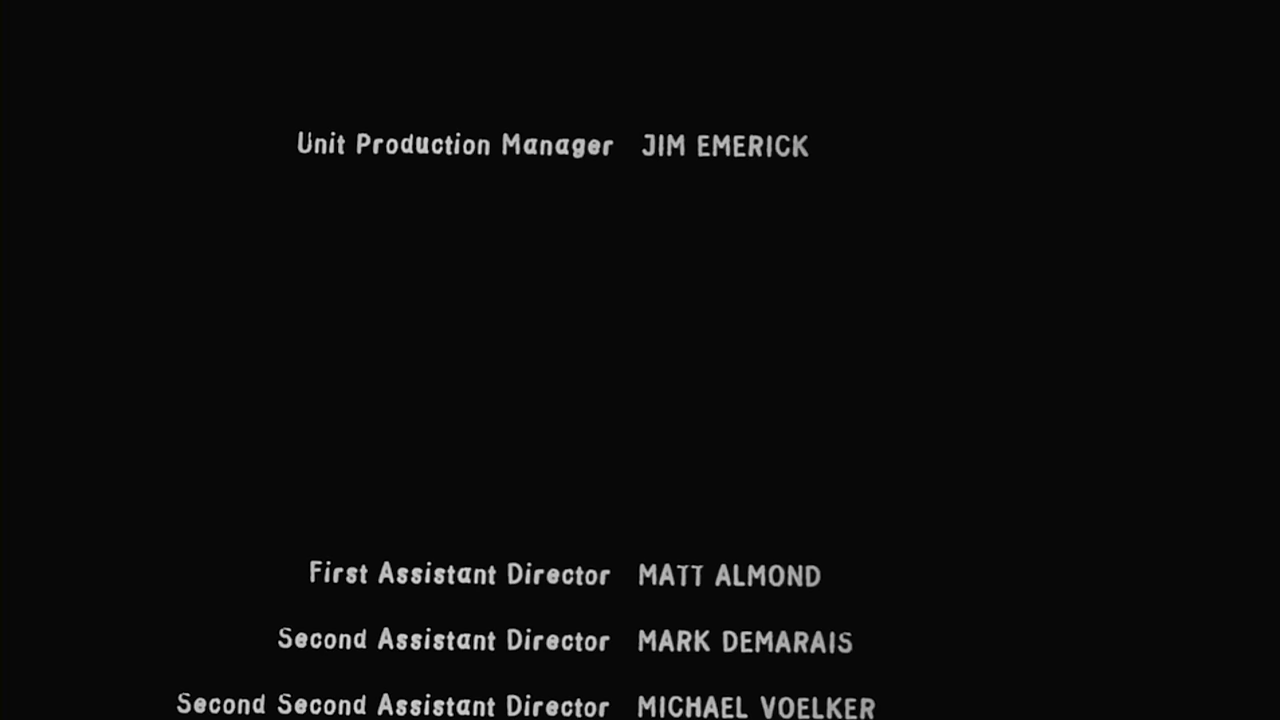 Unit Production Manager JIM EMERICK
First Assistant Director MATT ALMOND
Second Assistant Director MARK DEMARAIS
Second Second Assistant Director MICHAEL VOELKER